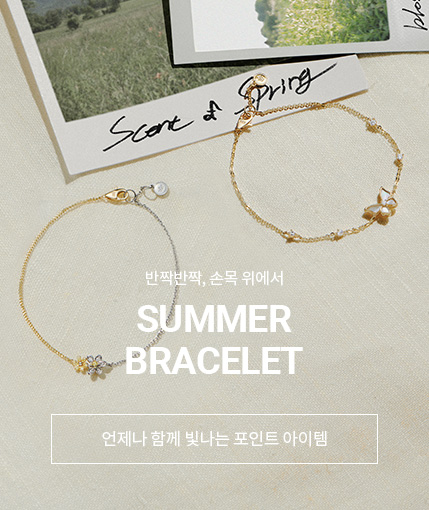 Scent of Spring
반짝반짝, 손목 위에서
SUMMER
BRACELET
언제나 함께 빛나는 포인트 아이템